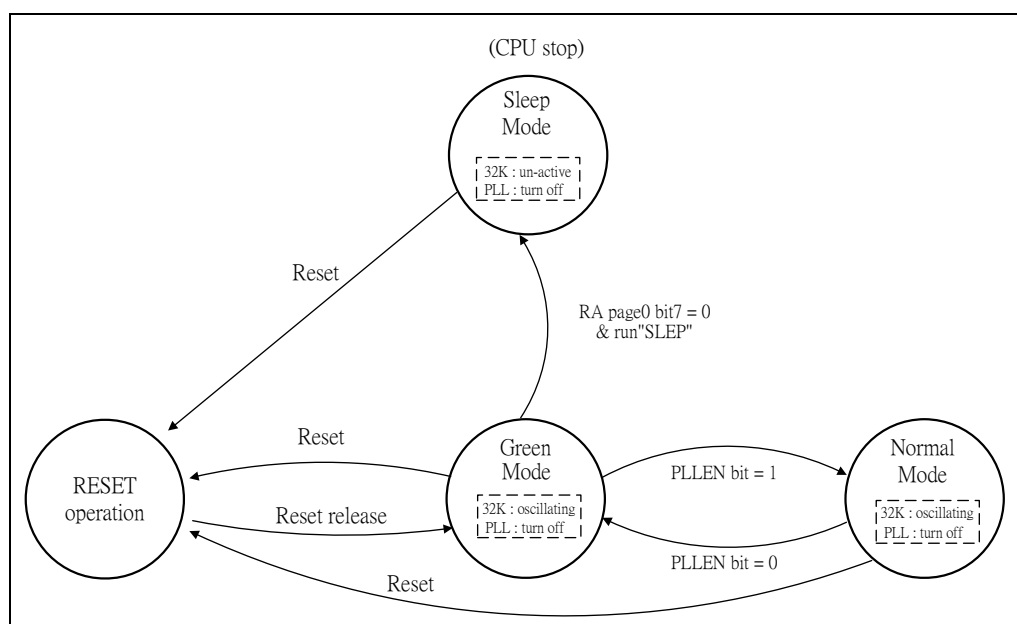 (CPU stop)
Sleep
Mode
32K : un-active
PLL : turn off
Reset
RA page0 bit7 = 0
& run"SLEP"
RESET
operation
Reset
Reset release
Green
Mode
32K : oscillating
PLL : turn off
PLLEN bit = 1
PLLEN bit = 0
Normal
Mode
32K : oscillating
PLL : turn off
Reset